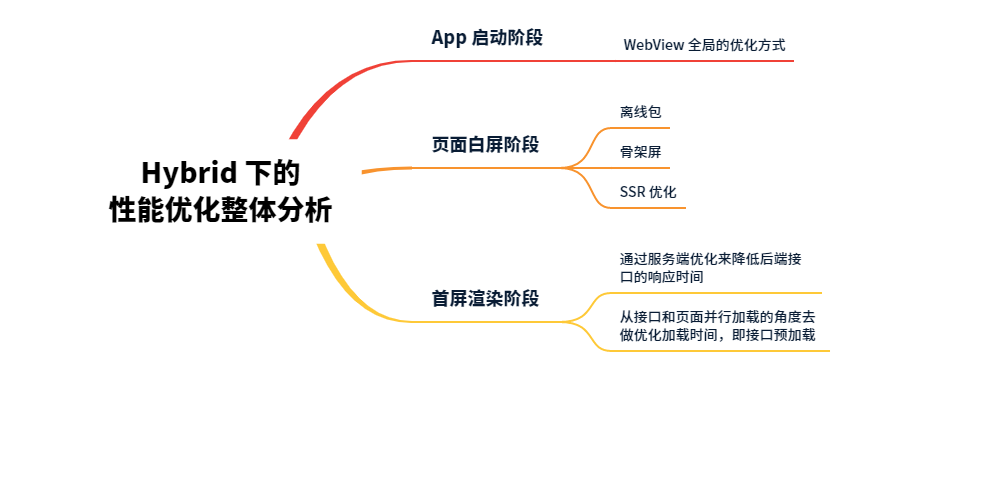 Hybrid 下的
性能优化整体分析
App 启动阶段
WebView 全局的优化方式
页面白屏阶段
离线包
骨架屏
SSR 优化
首屏渲染阶段
通过服务端优化来降低后端接
口的响应时间
从接口和页面并行加载的角度去
做优化加载时间，即接口预加载